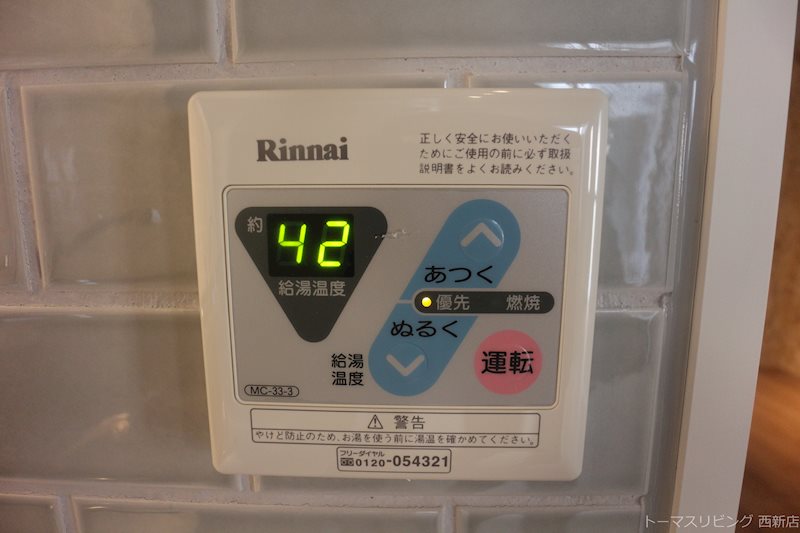 Rinnai
正しく安全にお使いいただく
ためにご使用の前に必ず取扱
説明書をよくお読みください。
約
42
給湯温度
あつく
優先 燃焼
ぬるく
給湯
温度
運転
MC-33-3
⚠ 警告
やけど防止のため、お湯を使う前に湯温を確かめてください。
フリーダイヤル
0120-054321
トーマスリビング 西新店